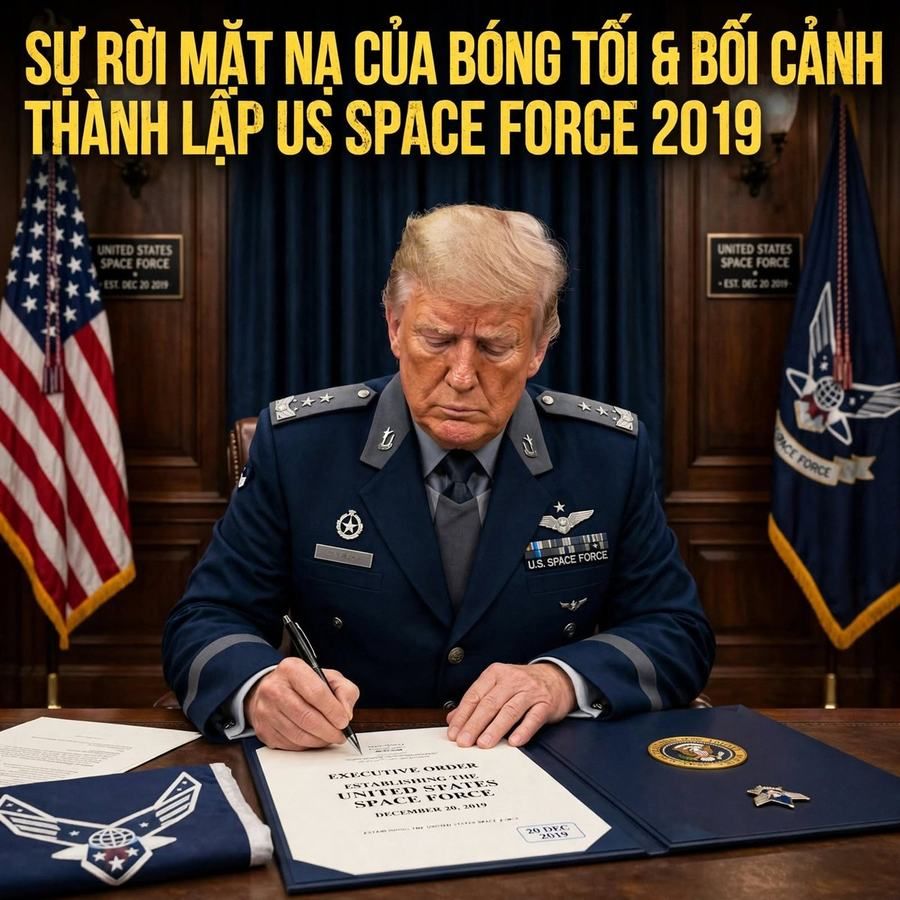 SỰ RỜI MẶT NẠ CỦA BÓNG TỐI & BỐI CẢNH
THÀNH LẬP US SPACE FORCE 2019
UNITED STATES
SPACE FORCE
EST. DEC 20 2019
UNITED STATES
SPACE FORCE
• EST. DEC 20 2019 •
SPACE FORCE
U.S. SPACE FORCE
EXECUTIVE ORDER
ESTABLISHING THE
UNITED STATES
SPACE FORCE
DECEMBER 20, 2019
20 DEC
2019